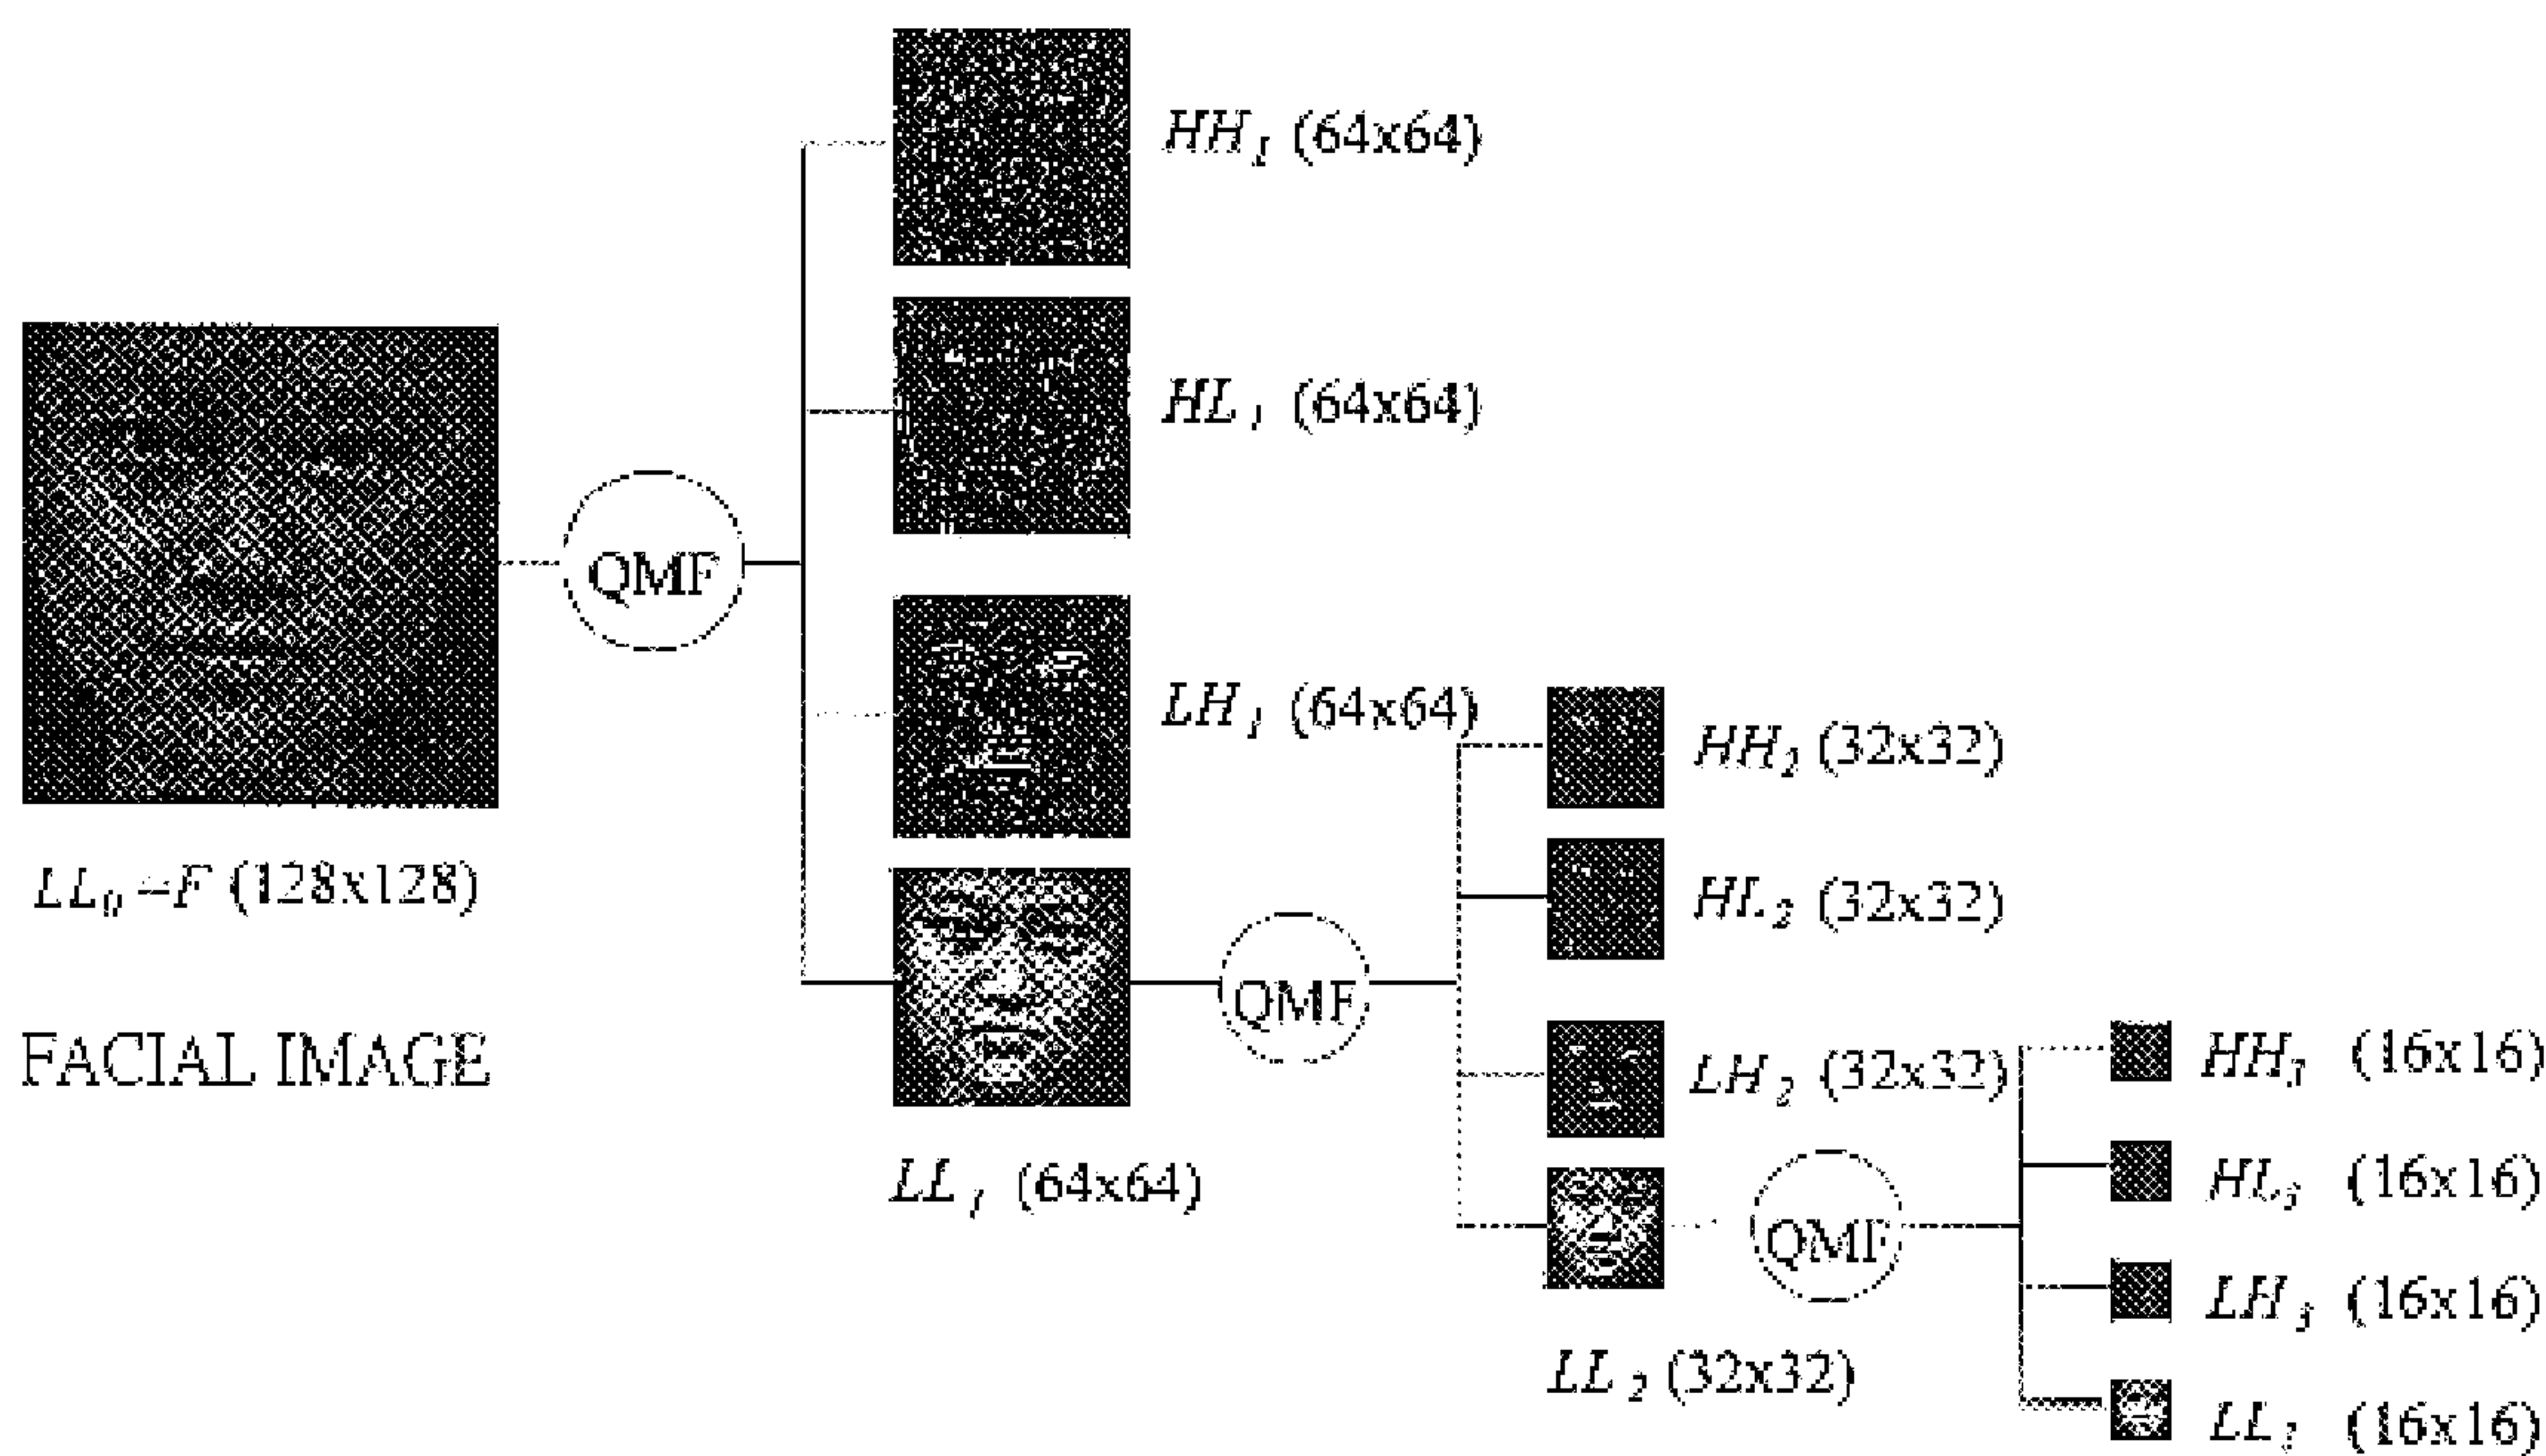 HH₁ (64x64)
HL₁ (64x64)
QMF
LH₁ (64x64)
HH₂ (32x32)
LL₀=F (128x128)
HL₂ (32x32)
QMF
FACIAL IMAGE
LH₂ (32x32)
HH₃ (16x16)
LL₁ (64x64)
HL₃ (16x16)
QMF
LH₃ (16x16)
LL₂ (32x32)
LL₃ (16x16)